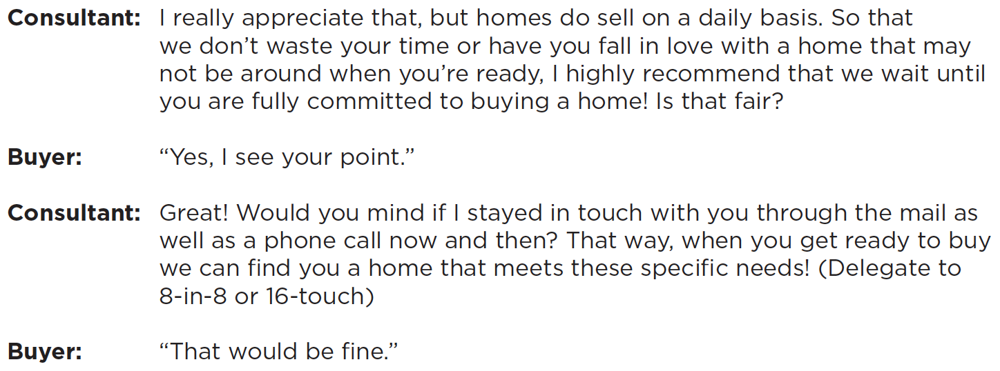 Consultant: I really appreciate that, but homes do sell on a daily basis. So that
we don’t waste your time or have you fall in love with a home that may
not be around when you’re ready, I highly recommend that we wait until
you are fully committed to buying a home! Is that fair?
Buyer: “Yes, I see your point.”
Consultant: Great! Would you mind if I stayed in touch with you through the mail as
well as a phone call now and then? That way, when you get ready to buy
we can find you a home that meets these specific needs! (Delegate to
8-in-8 or 16-touch)
Buyer: “That would be fine.”